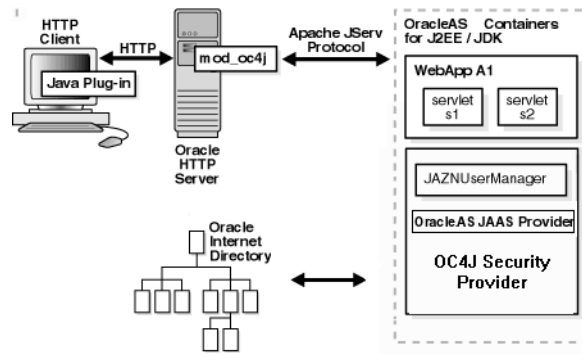 HTTP
Client
HTTP
Java Plug-in
mod_oc4j
Oracle
HTTP
Server
Apache JServ
Protocol
OracleAS Containers
for J2EE / JDK
WebApp A1
servlet
s1
servlet
s2
JAZNUserManager
OracleAS JAAS Provider
OC4J Security
Provider
Oracle
Internet
Directory